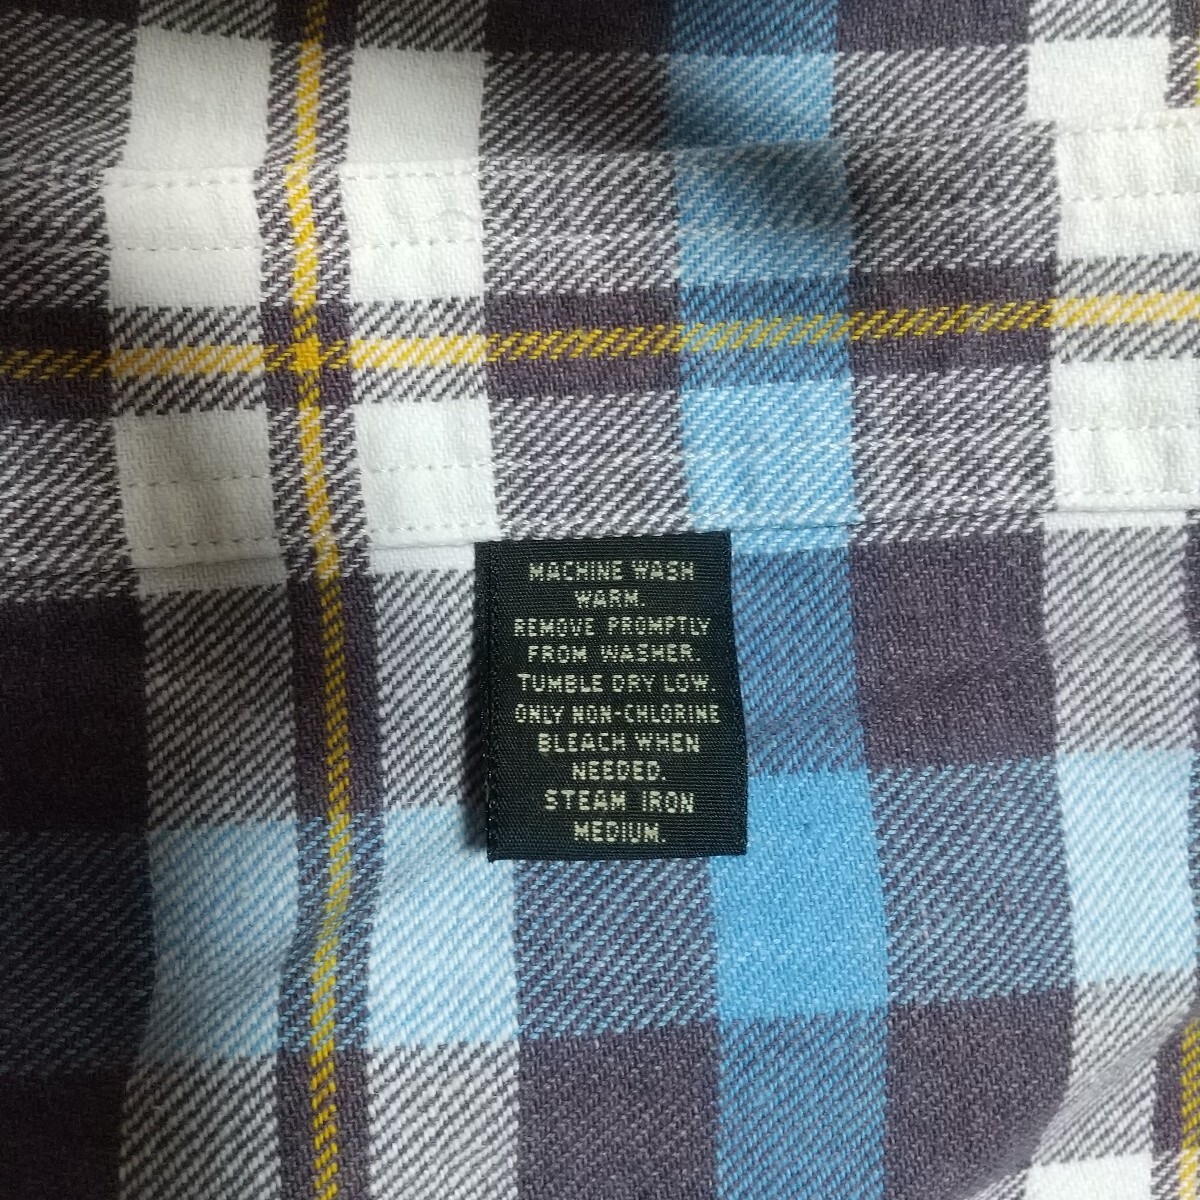 MACHINE WASH
WARM.
REMOVE PROMPTLY
FROM WASHER.
TUMBLE DRY LOW.
ONLY NON-CHLORINE
BLEACH WHEN
NEEDED.
STEAM IRON
MEDIUM.